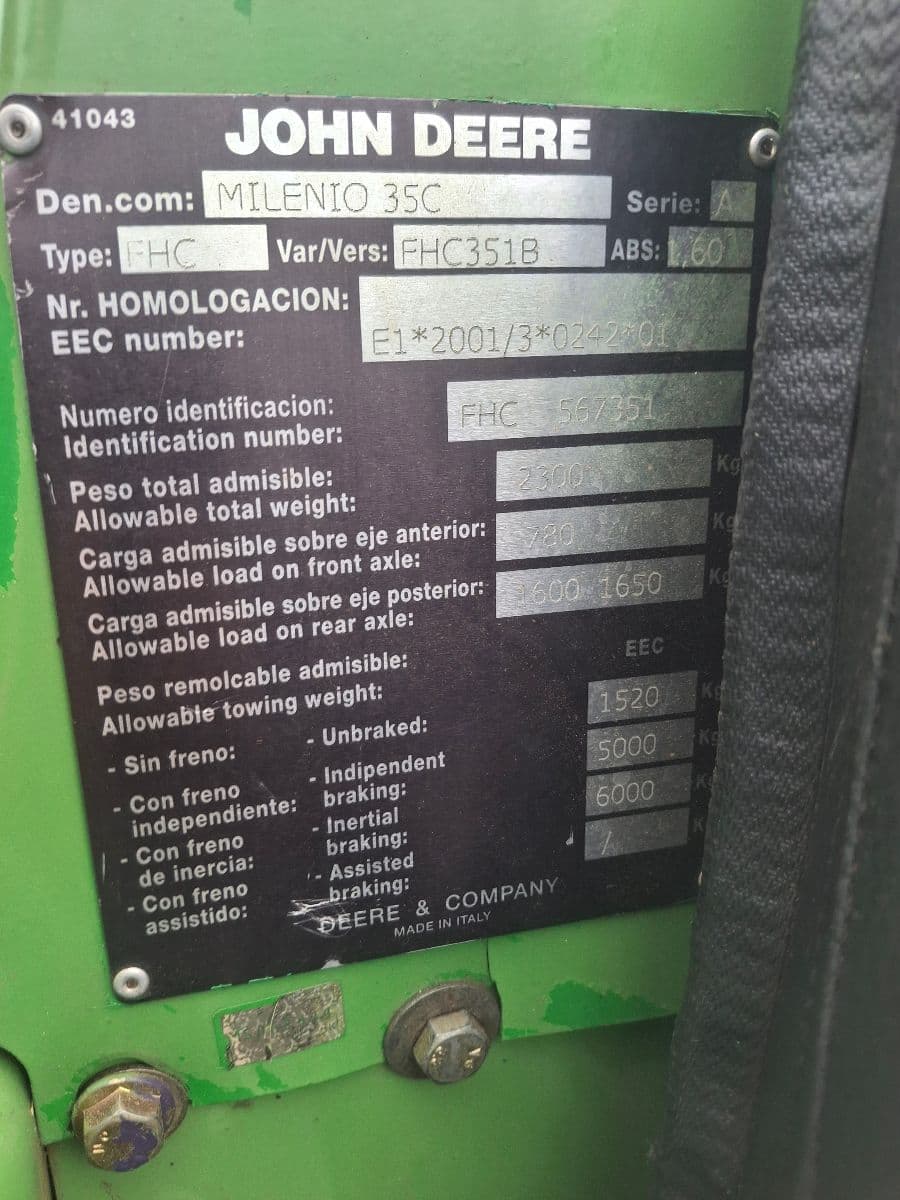 41043
JOHN DEERE
Den.com: MILENIO 35C Serie: A
Type: FHC Var/Vers: FHC351B ABS: 1,60
Nr. HOMOLOGACION:
EEC number: E1*2001/3*0242*01
Numero identificacion:
Identification number: FHC 567351
Peso total admisible: 2300 Kg
Allowable total weight:
Carga admisible sobre eje anterior: 780 Kg
Allowable load on front axle:
Carga admisible sobre eje posterior: 1600 1650 Kg
Allowable load on rear axle:
EEC
Peso remolcable admisible:
Allowable towing weight:
- Sin freno: - Unbraked: 1520 Kg
- Con freno independiente: - Indipendent braking: 5000 Kg
- Con freno de inercia: - Inertial braking: 6000 K
- Con freno asistido: - Assisted braking: / K
DEERE & COMPANY
MADE IN ITALY